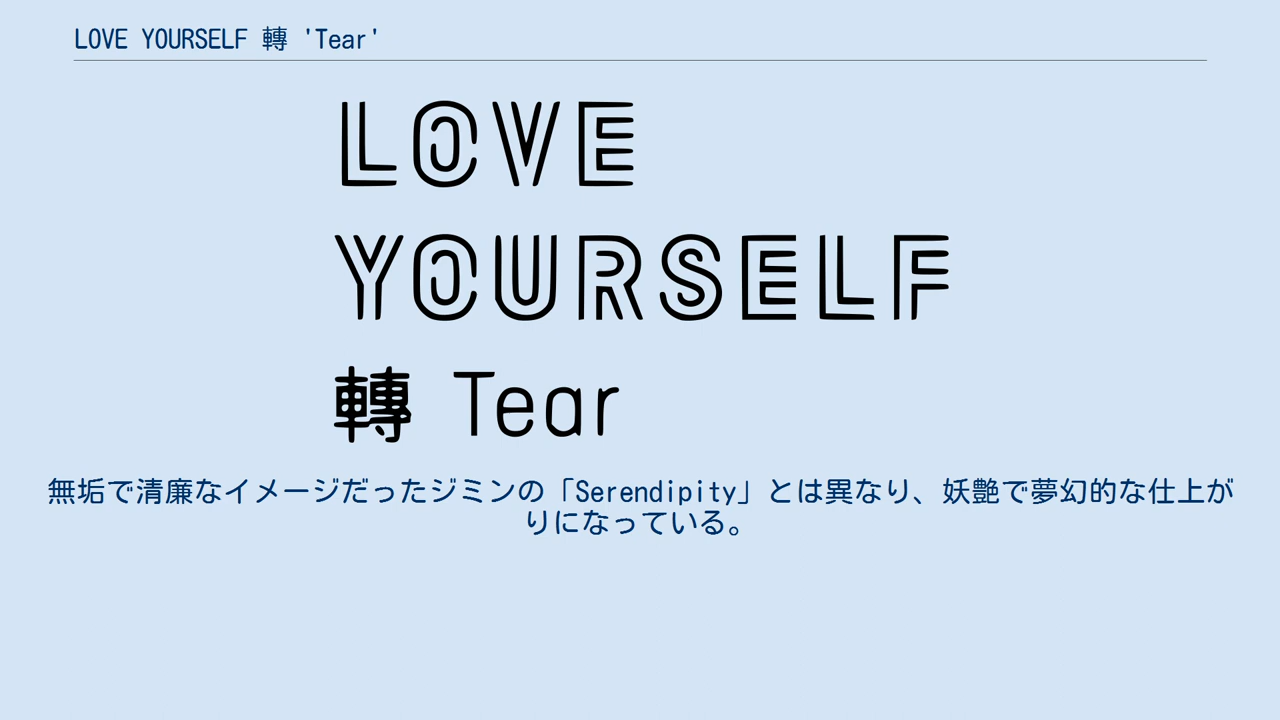 LOVE YOURSELF 轉 'Tear'
LOVE
YOURSELF
轉 Tear
無垢で清廉なイメージだったジミンの「Serendipity」とは異なり、妖艶で夢幻的な仕上が
りになっている。